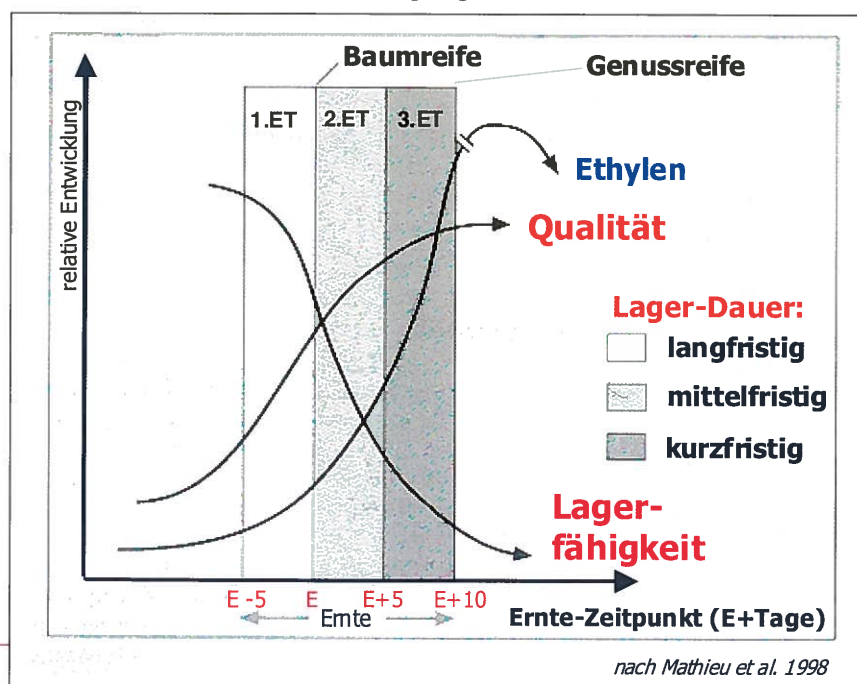 Baumreife
Genussreife
1.ET
2.ET
3.ET
relative Entwicklung
Ethylen
Qualität
Lager-Dauer:
langfristig
mittelfristig
kurzfristig
Lager-
fähigkeit
E -5
E
E+5
E+10
Ernte
Ernte-Zeitpunkt (E+Tage)
nach Mathieu et al. 1998